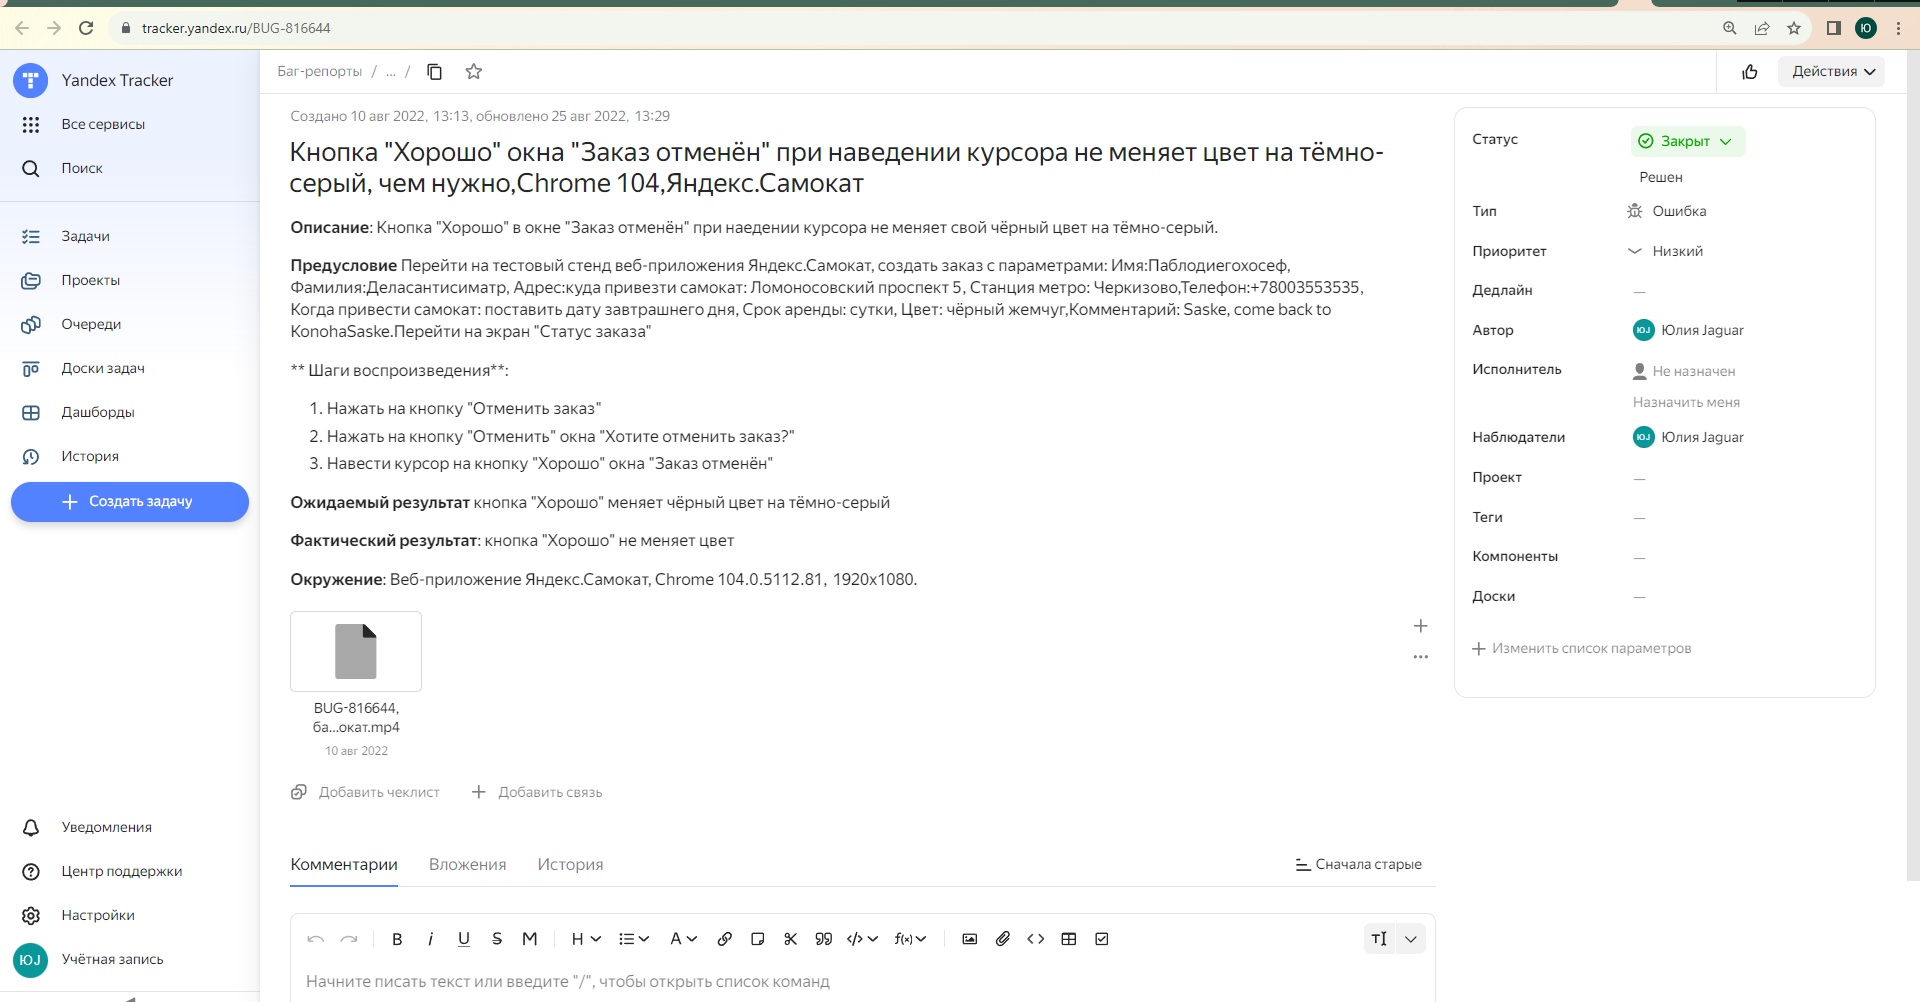 tracker.yandex.ru/BUG-816644
Ю
Yandex Tracker
Все сервисы
Поиск
Задачи
Проекты
Очереди
Доски задач
Дашборды
История
Создать задачу
Уведомления
Центр поддержки
Настройки
ЮJ Учётная запись
Баг-репорты / ... /
Действия
Создано 10 авг 2022, 13:13, обновлено 25 авг 2022, 13:29
Кнопка "Хорошо" окна "Заказ отменён" при наведении курсора не меняет цвет на тёмно-
серый, чем нужно,Chrome 104,Яндекс.Самокат
Описание: Кнопка "Хорошо" в окне "Заказ отменён" при наедении курсора не меняет свой чёрный цвет на тёмно-серый.
Предусловие Перейти на тестовый стенд веб-приложения Яндекс.Самокат, создать заказ с параметрами: Имя:Паблодиегохосеф,
Фамилия:Деласантисиматр, Адрес:куда привезти самокат: Ломоносовский проспект 5, Станция метро: Черкизово,Телефон:+78003553535,
Когда привести самокат: поставить дату завтрашнего дня, Срок аренды: сутки, Цвет: чёрный жемчуг,Комментарий: Saske, come back to
KonohaSaske.Перейти на экран "Статус заказа"
** Шаги воспроизведения**:
1. Нажать на кнопку "Отменить заказ"
2. Нажать на кнопку "Отменить" окна "Хотите отменить заказ?"
3. Навести курсор на кнопку "Хорошо" окна "Заказ отменён"
Ожидаемый результат кнопка "Хорошо" меняет чёрный цвет на тёмно-серый
Фактический результат: кнопка "Хорошо" не меняет цвет
Окружение: Веб-приложение Яндекс.Самокат, Chrome 104.0.5112.81, 1920x1080.
BUG-816644,
ба...окат.mp4
10 авг 2022
Добавить чеклист
Добавить связь
Комментарии Вложения История
Сначала старые
B i U S M H A f(x) TI
Начните писать текст или введите "/", чтобы открыть список команд
Статус Закрыт
Решен
Тип Ошибка
Приоритет Низкий
Дедлайн —
Автор ЮJ Юлия Jaguar
Исполнитель Не назначен
Назначить меня
Наблюдатели ЮJ Юлия Jaguar
Проект —
Теги —
Компоненты —
Доски —
Изменить список параметров